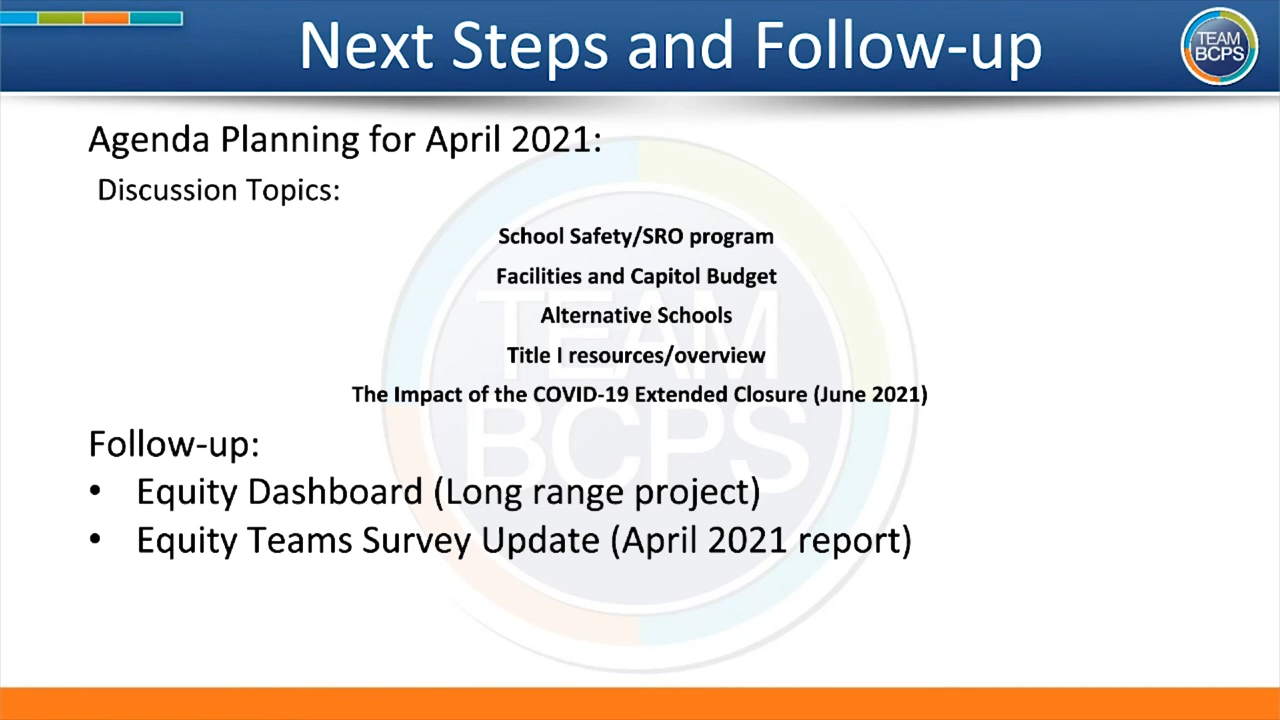 Next Steps and Follow-up
TEAM
BCPS
Agenda Planning for April 2021:
Discussion Topics:
School Safety/SRO program
Facilities and Capitol Budget
Alternative Schools
Title I resources/overview
The Impact of the COVID-19 Extended Closure (June 2021)
Follow-up:
• Equity Dashboard (Long range project)
• Equity Teams Survey Update (April 2021 report)
TEAM
BCPS